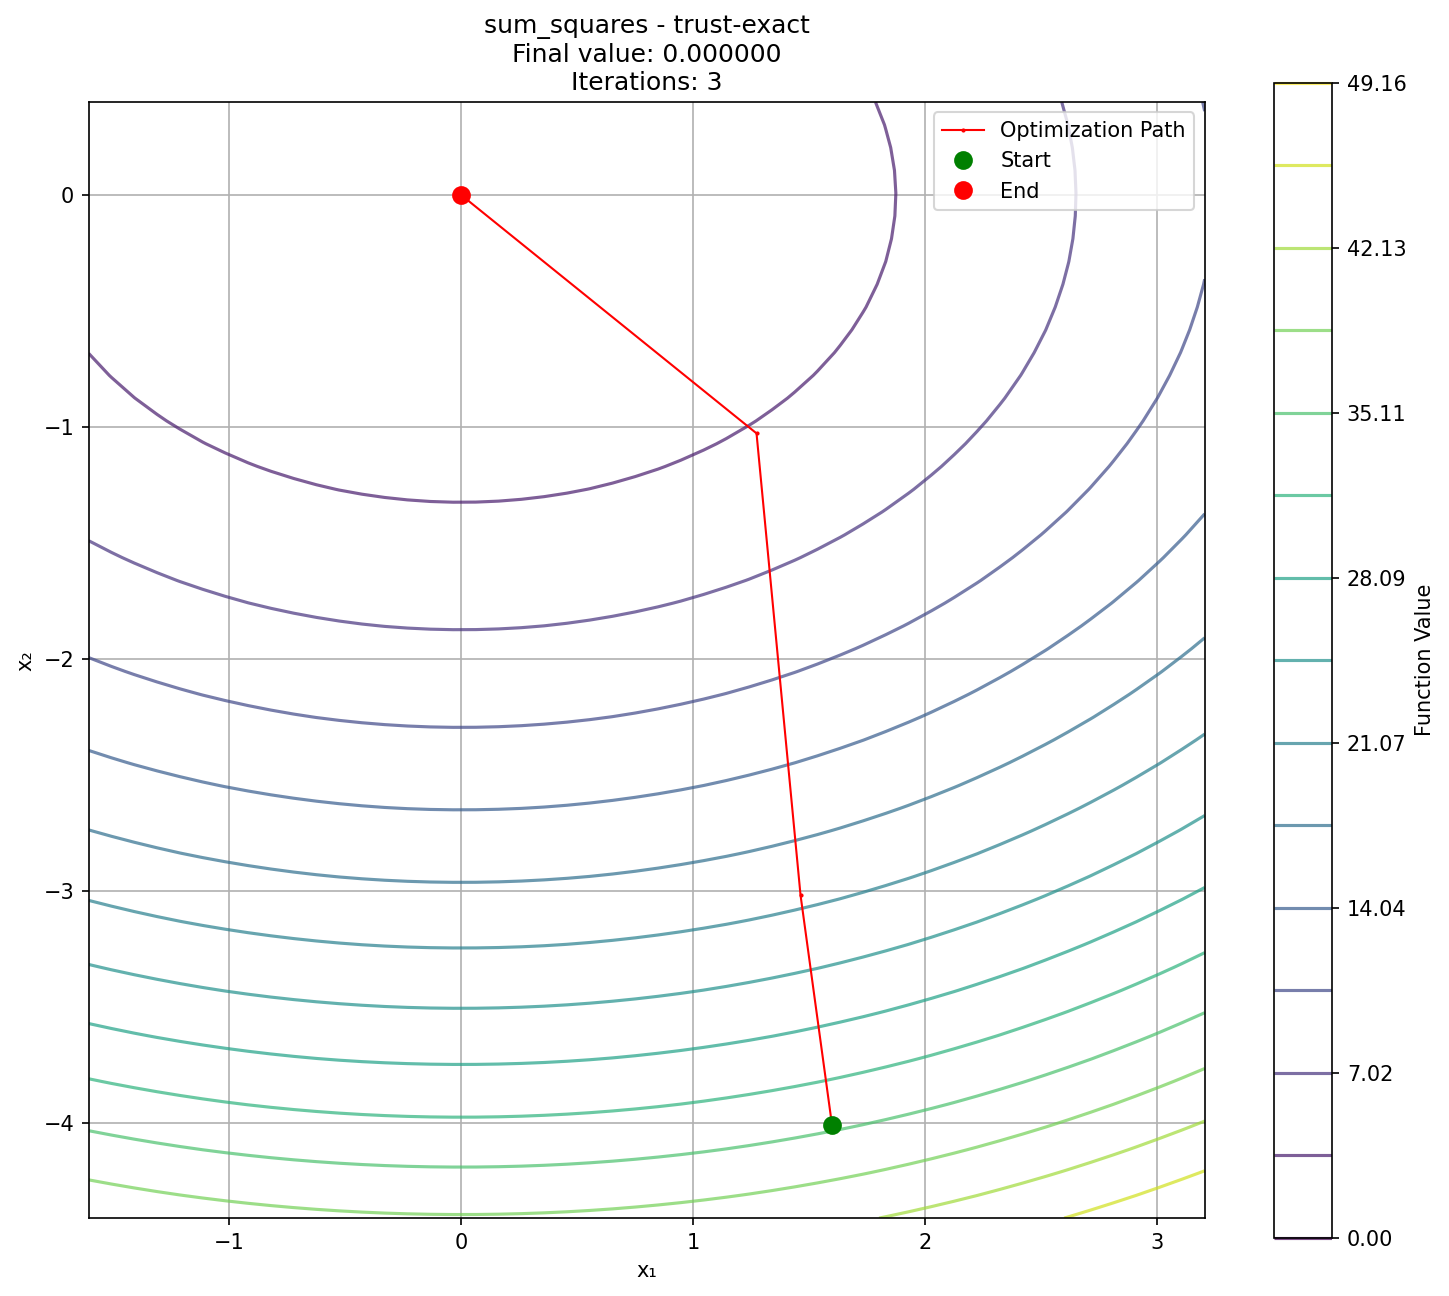 sum_squares - trust-exact
Final value: 0.000000
Iterations: 3
Optimization Path
Start
End
0
−1
−2
−3
−4
x₂
−1
0
1
2
3
x₁
49.16
42.13
35.11
28.09
21.07
14.04
7.02
0.00
Function Value